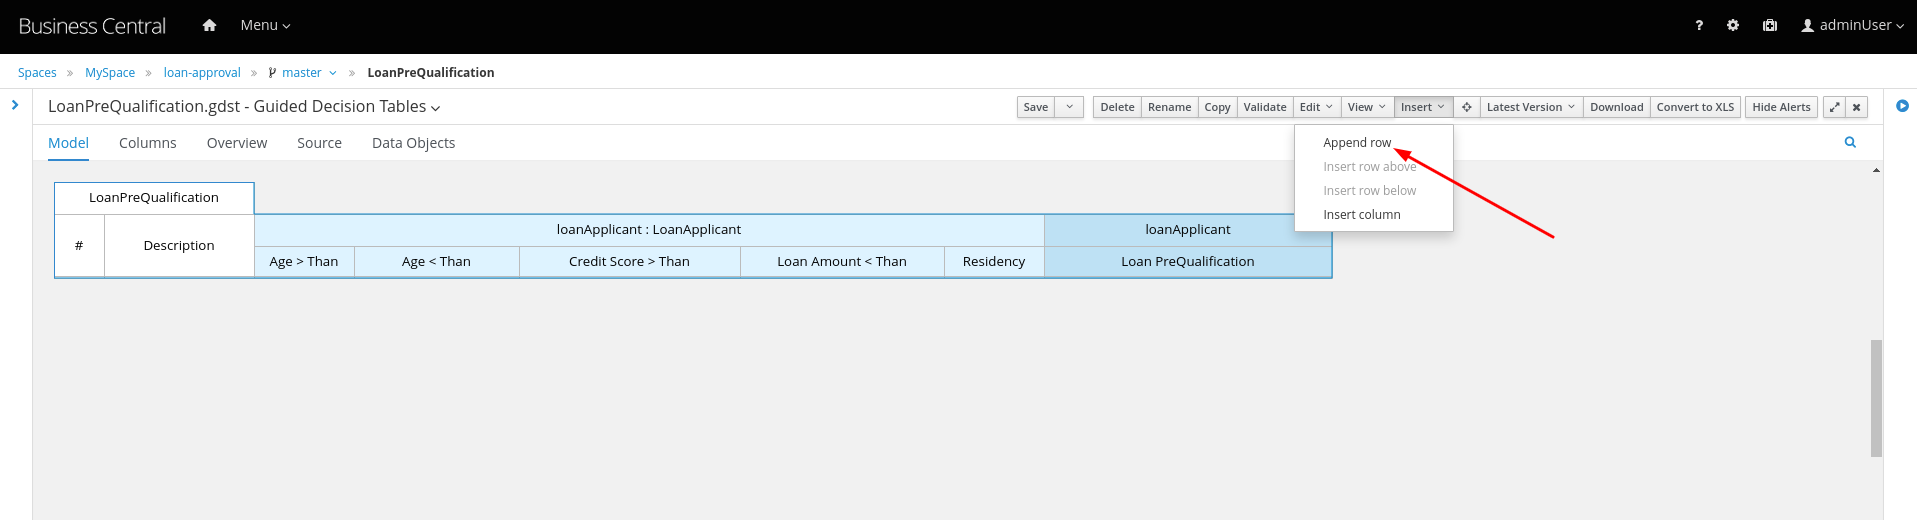 Business Central Menu ? adminUser
Spaces » MySpace » loan-approval » master » LoanPreQualification
LoanPreQualification.gdst - Guided Decision Tables Save Delete Rename Copy Validate Edit View Insert Latest Version Download Convert to XLS Hide Alerts
Model Columns Overview Source Data Objects
Append row
Insert row above
Insert row below
Insert column
LoanPreQualification
# Description loanApplicant : LoanApplicant loanApplicant
Age > Than Age < Than Credit Score > Than Loan Amount < Than Residency Loan PreQualification